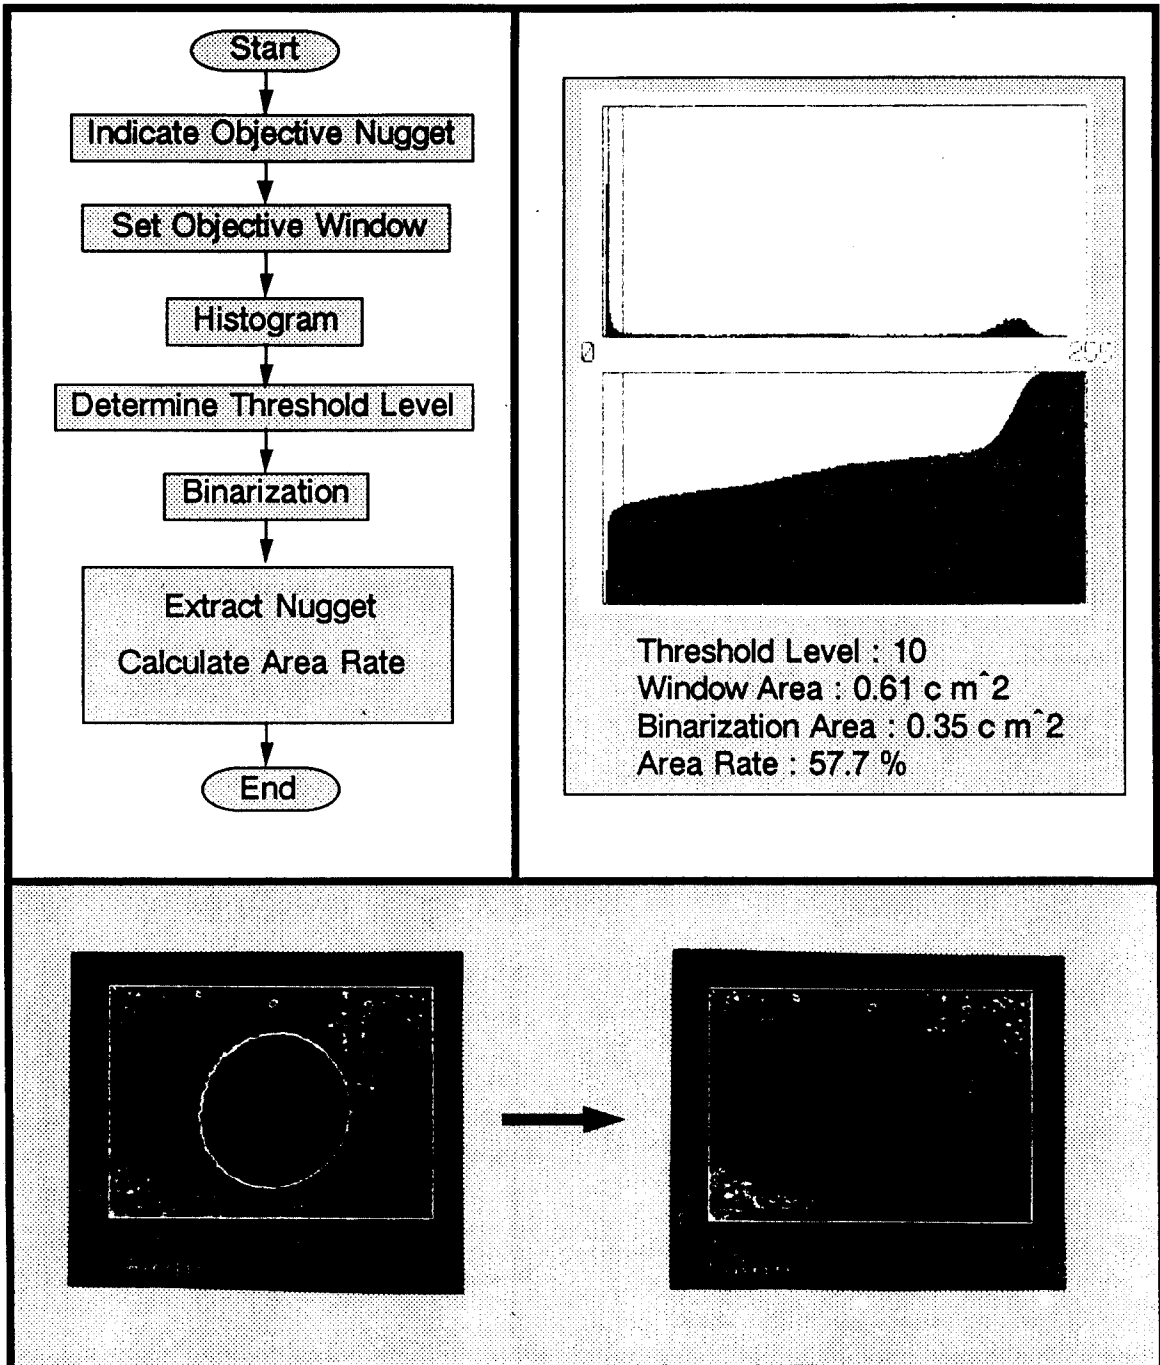 Start
Indicate Objective Nugget
Set Objective Window
Histogram
Determine Threshold Level
Binarization
Extract Nugget
Calculate Area Rate
End
0 255
Threshold Level : 10
Window Area : 0.61 c m^2
Binarization Area : 0.35 c m^2
Area Rate : 57.7 %